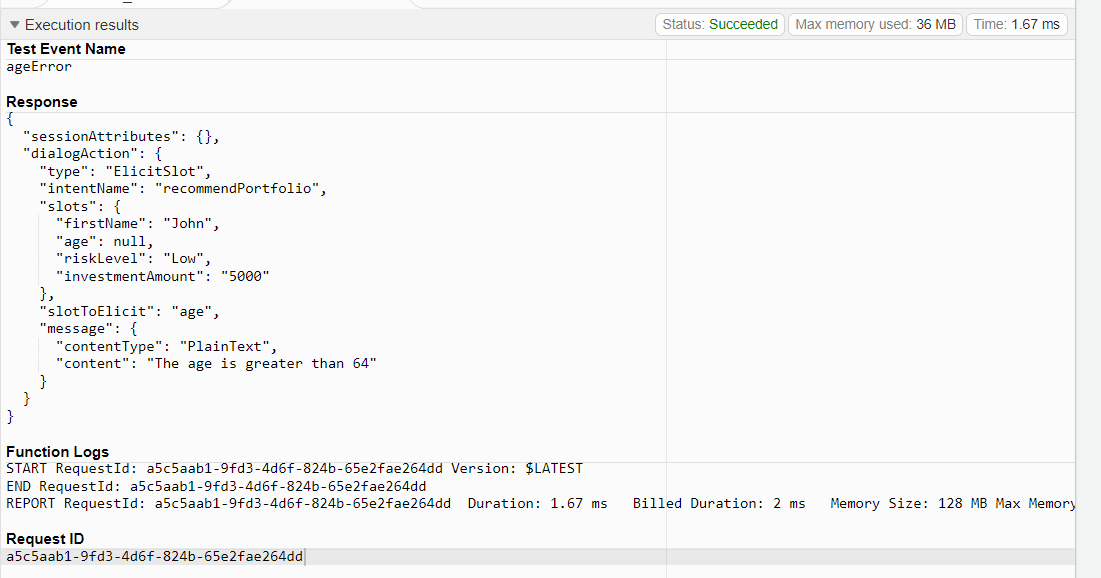 Execution results
Status: Succeeded
Max memory used: 36 MB
Time: 1.67 ms
Test Event Name
ageError
Response
{
  "sessionAttributes": {},
  "dialogAction": {
    "type": "ElicitSlot",
    "intentName": "recommendPortfolio",
    "slots": {
      "firstName": "John",
      "age": null,
      "riskLevel": "Low",
      "investmentAmount": "5000"
    },
    "slotToElicit": "age",
    "message": {
      "contentType": "PlainText",
      "content": "The age is greater than 64"
    }
  }
}
Function Logs
START RequestId: a5c5aab1-9fd3-4d6f-824b-65e2fae264dd Version: $LATEST
END RequestId: a5c5aab1-9fd3-4d6f-824b-65e2fae264dd
REPORT RequestId: a5c5aab1-9fd3-4d6f-824b-65e2fae264dd  Duration: 1.67 ms   Billed Duration: 2 ms   Memory Size: 128 MB Max Memory
Request ID
a5c5aab1-9fd3-4d6f-824b-65e2fae264dd